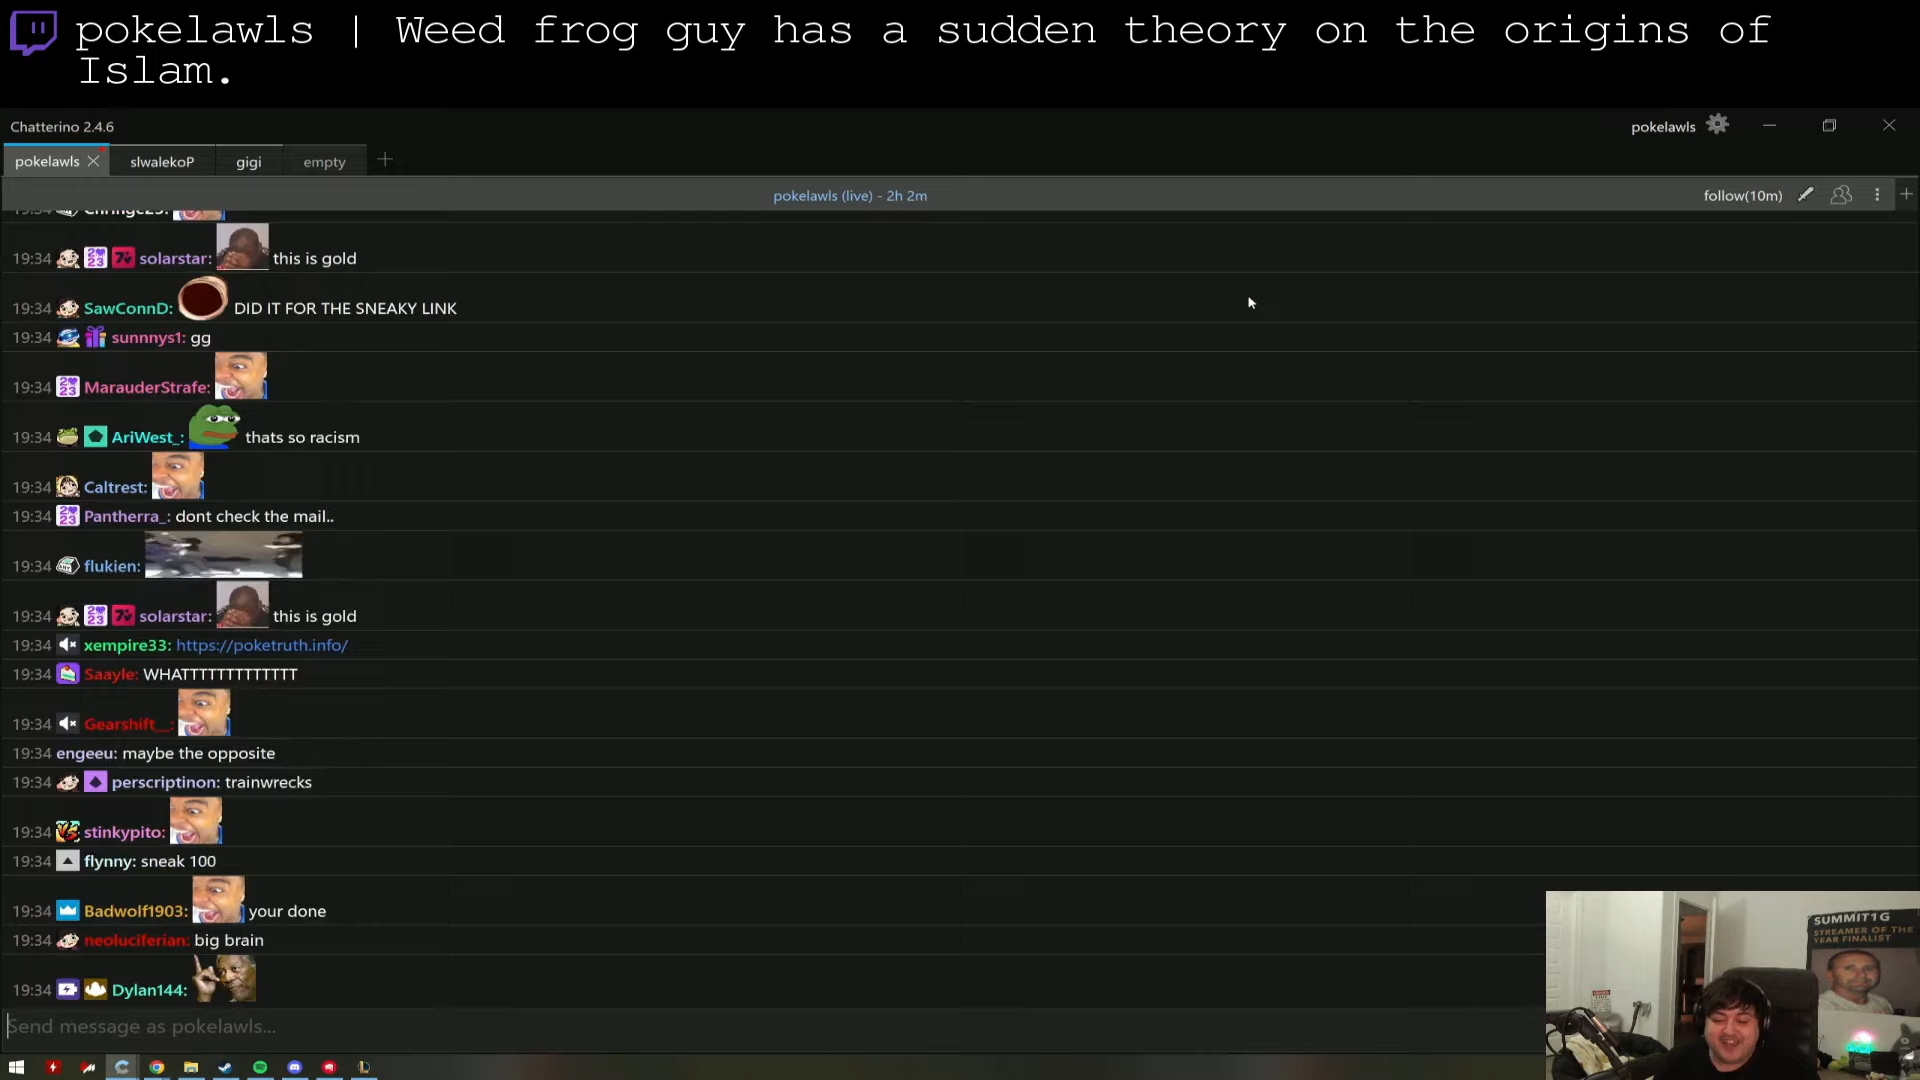 pokelawls | Weed frog guy has a sudden theory on the origins of
Islam.
Chatterino 2.4.6
pokelawls
pokelawls
slwalekoP
gigi
empty
pokelawls (live) - 2h 2m
follow(10m)
19:34 solarstar: this is gold
19:34 SawConnD: DID IT FOR THE SNEAKY LINK
19:34 sunnnys1: gg
19:34 MarauderStrafe:
19:34 AriWest_: thats so racism
19:34 Caltrest:
19:34 Pantherra_: dont check the mail..
19:34 flukien:
19:34 solarstar: this is gold
19:34 xempire33: https://poketruth.info/
19:34 Saayle: WHATTTTTTTTTTTTT
19:34 Gearshift__:
19:34 engeeu: maybe the opposite
19:34 perscriptinon: trainwrecks
19:34 stinkypito:
19:34 flynny: sneak 100
19:34 Badwolf1903: your done
19:34 neoluciferian: big brain
19:34 Dylan144:
Send message as pokelawls...
SUMMIT1G
STREAMER OF THE
YEAR FINALIST